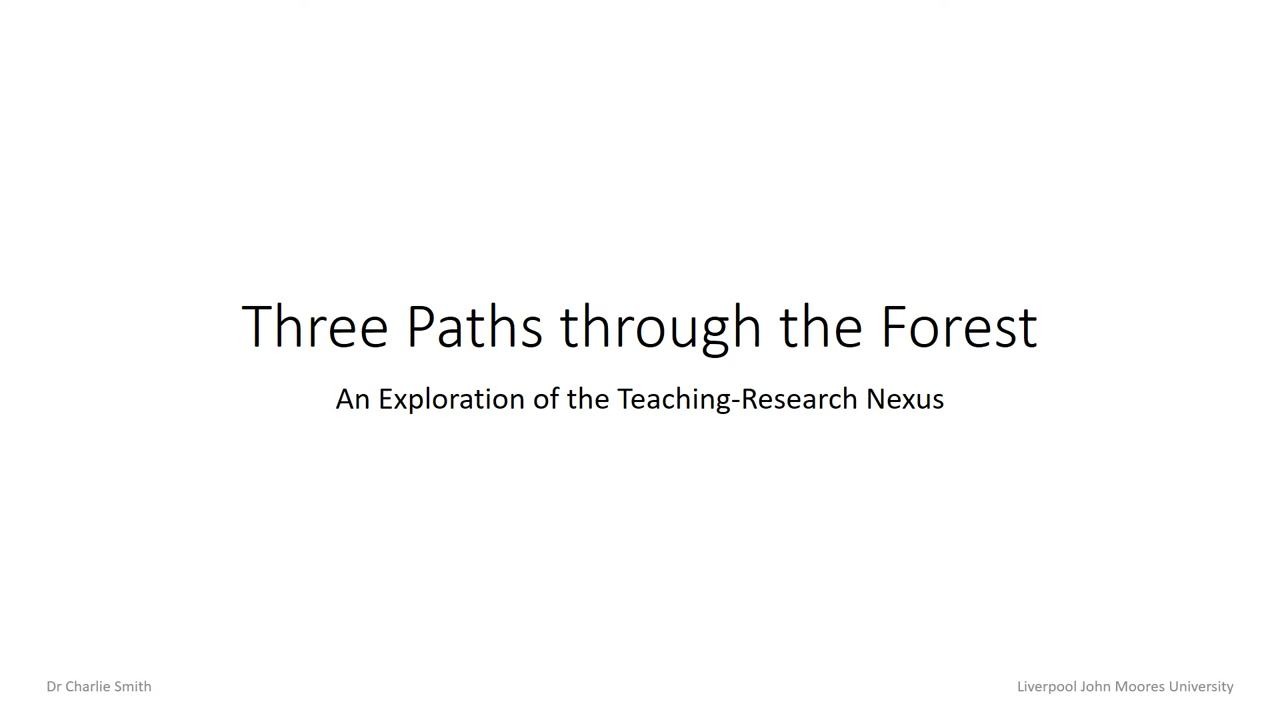 Three Paths through the Forest
An Exploration of the Teaching-Research Nexus
Dr Charlie Smith
Liverpool John Moores University